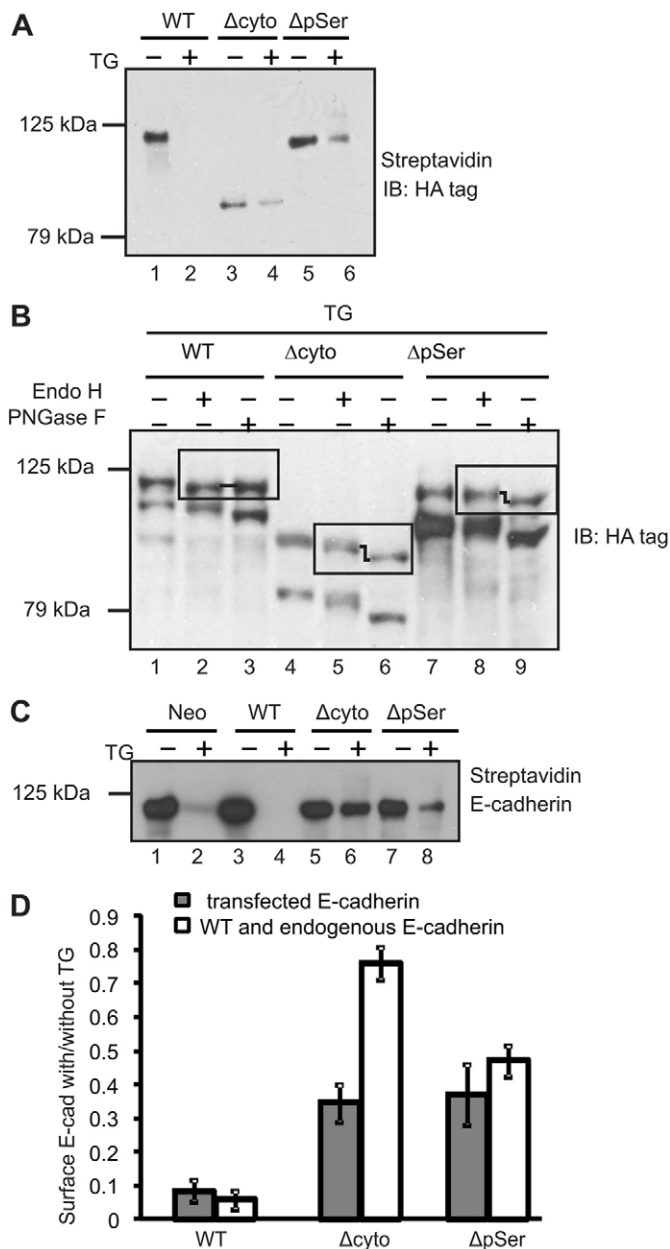 A
WT Δcyto ΔpSer
TG − + − + − +
125 kDa
79 kDa
Streptavidin
IB: HA tag
1 2 3 4 5 6
B
TG
WT Δcyto ΔpSer
Endo H − + − − + − − + −
PNGase F − − + − − + − − +
125 kDa
79 kDa
IB: HA tag
1 2 3 4 5 6 7 8 9
C
Neo WT Δcyto ΔpSer
TG − + − + − + − +
125 kDa
Streptavidin
E-cadherin
1 2 3 4 5 6 7 8
D
transfected E-cadherin
WT and endogenous E-cadherin
Surface E-cad with/without TG
0.9
0.8
0.7
0.6
0.5
0.4
0.3
0.2
0.1
0
WT Δcyto ΔpSer